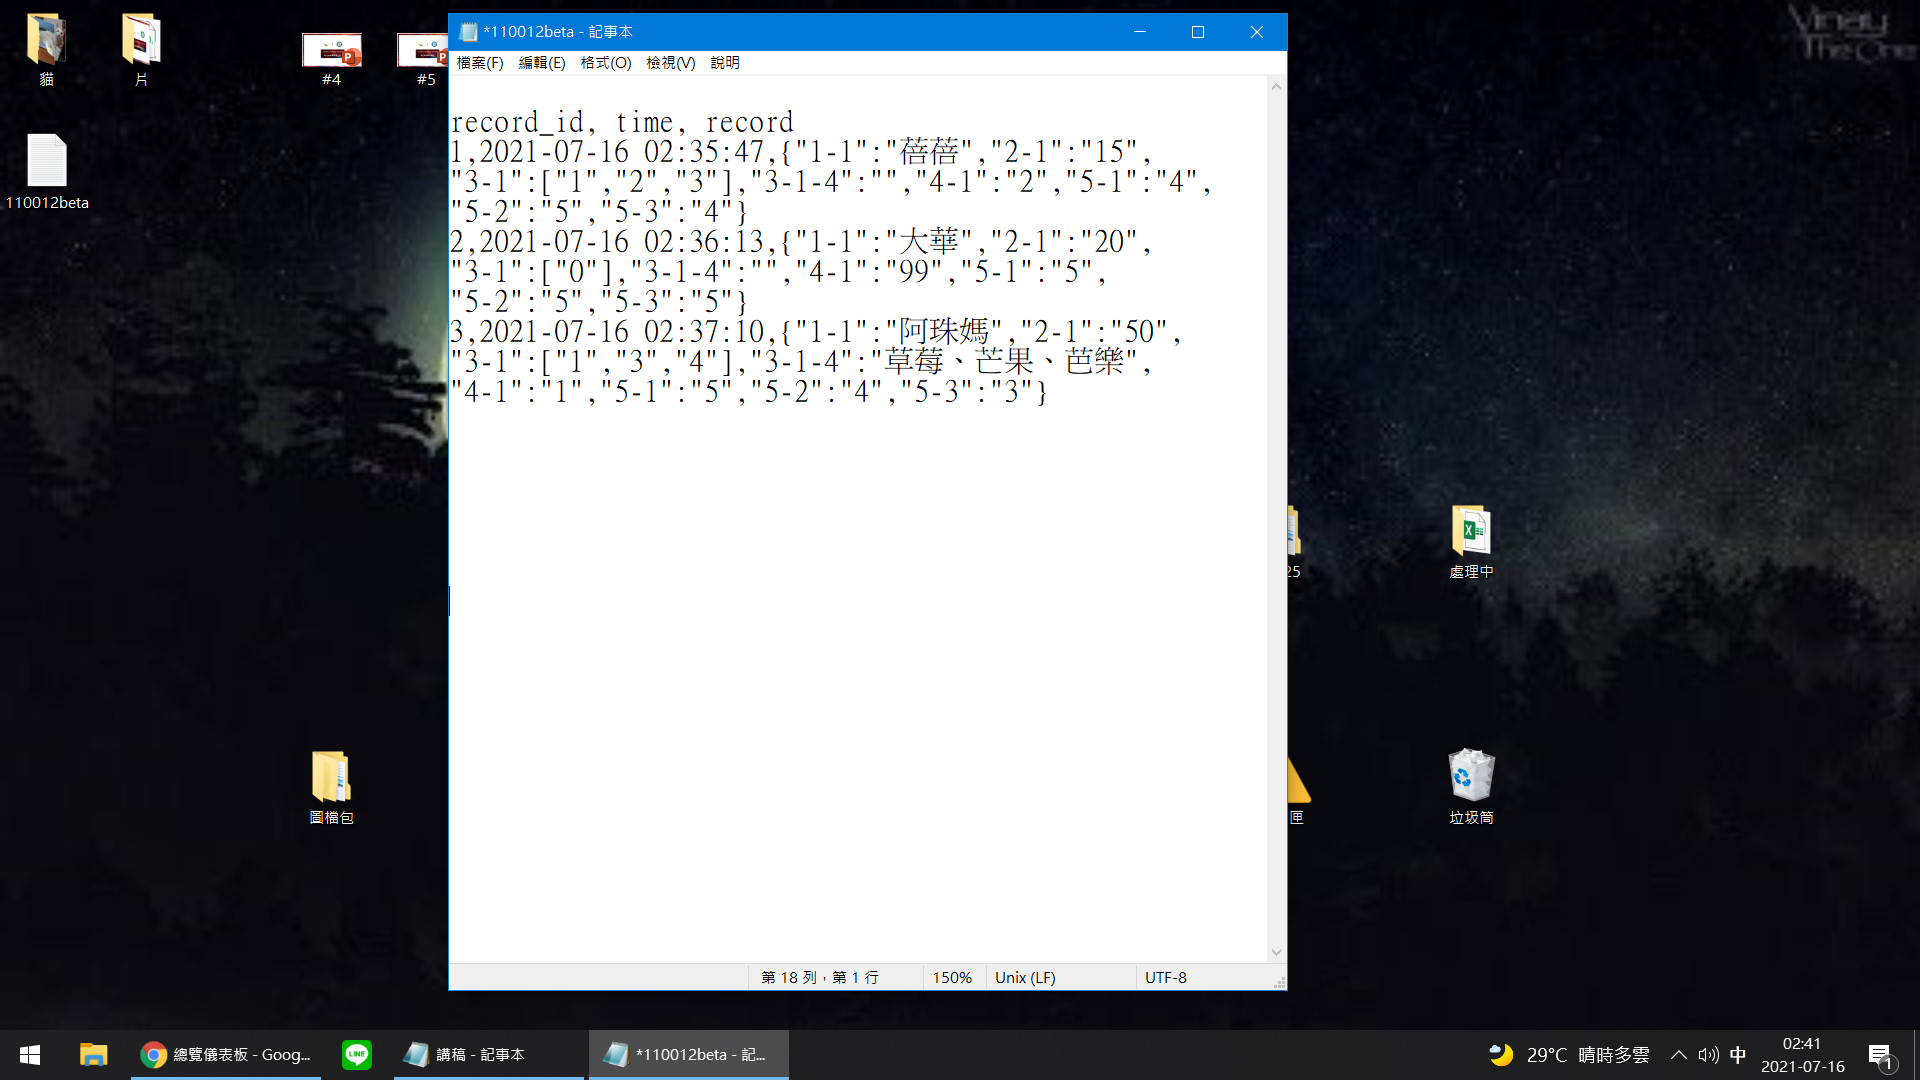 貓
片
#4
#5
110012beta
圖檔包
*110012beta - 記事本
檔案(F) 編輯(E) 格式(O) 檢視(V) 說明
record_id, time, record
1,2021-07-16 02:35:47,{"1-1":"蓓蓓","2-1":"15",
"3-1":["1","2","3"],"3-1-4":"","4-1":"2","5-1":"4",
"5-2":"5","5-3":"4"}
2,2021-07-16 02:36:13,{"1-1":"大華","2-1":"20",
"3-1":["0"],"3-1-4":"","4-1":"99","5-1":"5",
"5-2":"5","5-3":"5"}
3,2021-07-16 02:37:10,{"1-1":"阿珠媽","2-1":"50",
"3-1":["1","3","4"],"3-1-4":"草莓、芒果、芭樂",
"4-1":"1","5-1":"5","5-2":"4","5-3":"3"}
第 18 列，第 1 行 150% Unix (LF) UTF-8
Vinay
The One
25
處理中
匣
垃圾筒
總覽儀表板 - Goog...
LINE
講稿 - 記事本
*110012beta - 記...
29°C 晴時多雲
中
02:41
2021-07-16
1